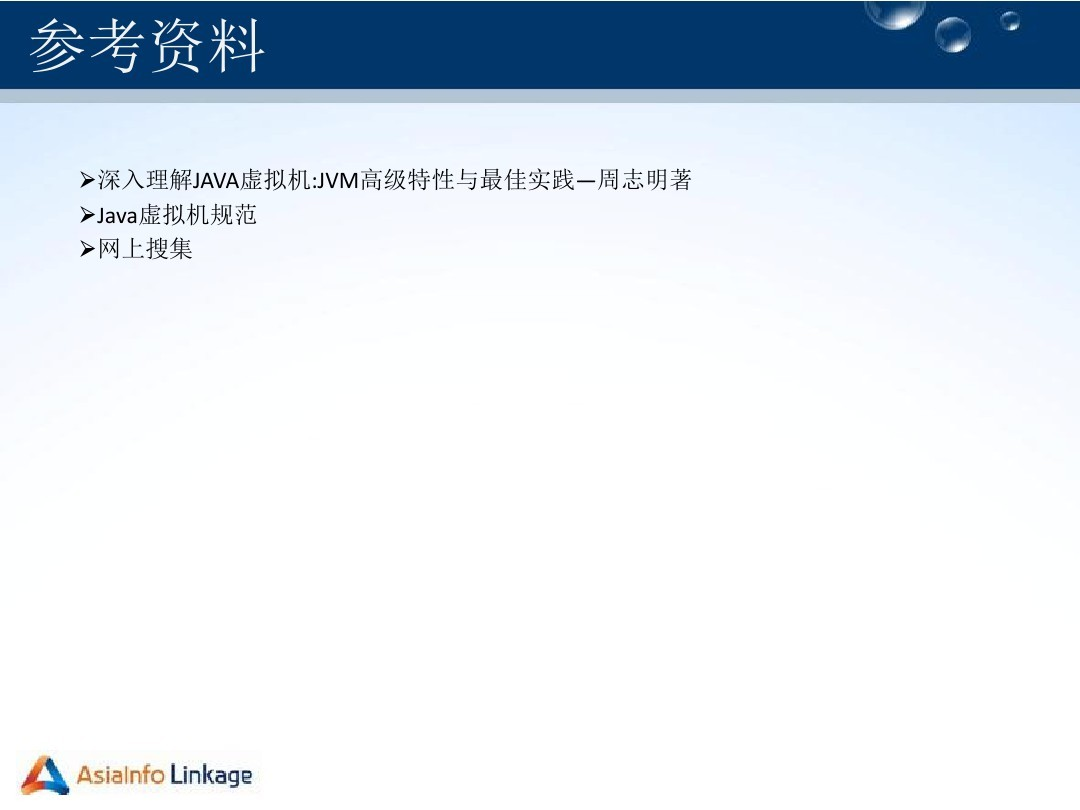 参考资料
➢深入理解JAVA虚拟机:JVM高级特性与最佳实践—周志明著
➢Java虚拟机规范
➢网上搜集
AsiaInfo Linkage